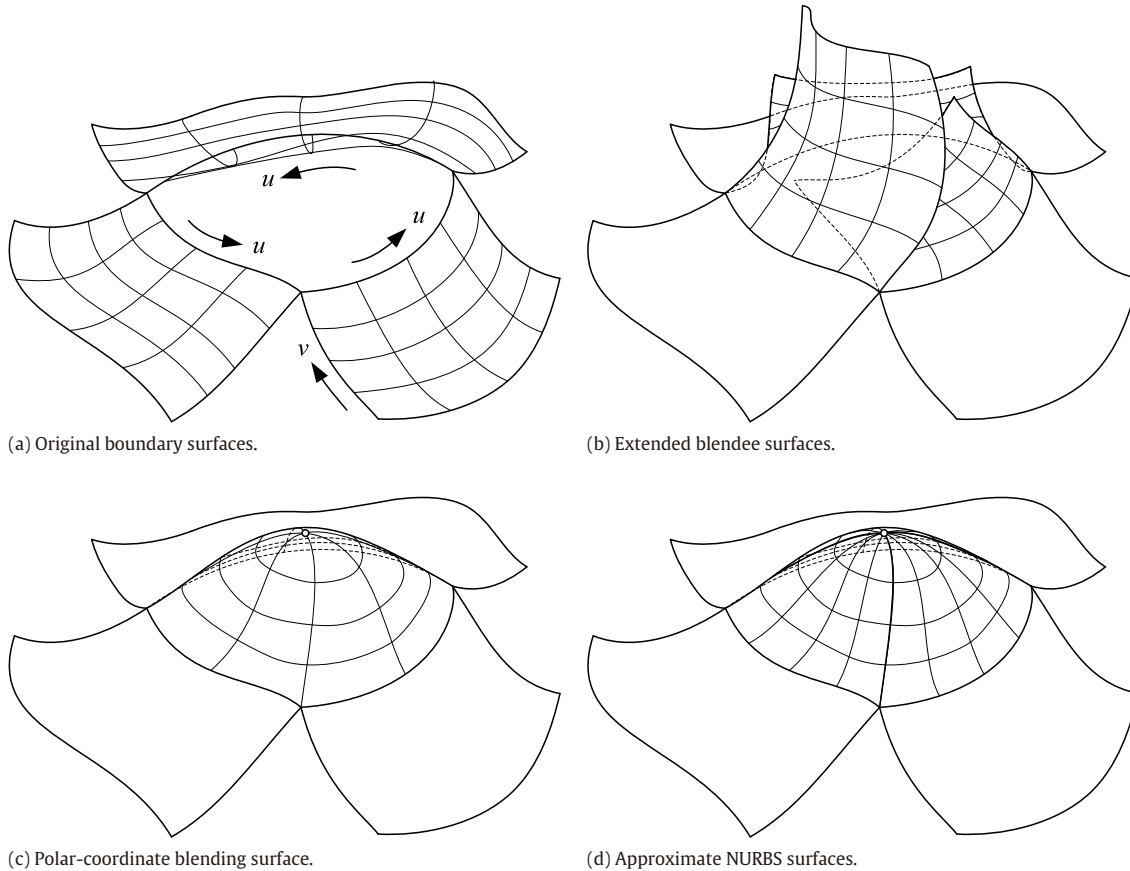 u
u
u
v
(a) Original boundary surfaces.
(b) Extended blendee surfaces.
(c) Polar-coordinate blending surface.
(d) Approximate NURBS surfaces.